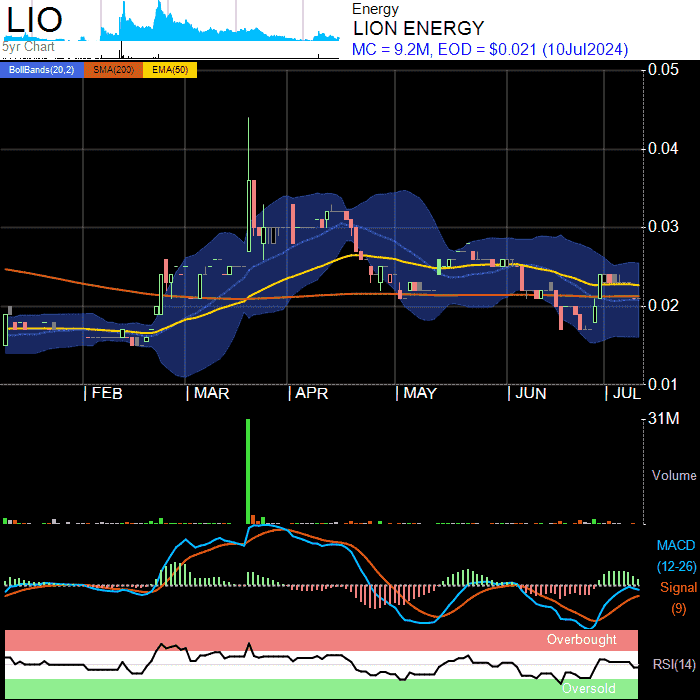 LIO
5yr Chart
Energy
LION ENERGY
MC = 9.2M, EOD = $0.021 (10Jul2024)
BollBands(20,2) SMA(200) EMA(50)
0.05
0.04
0.03
0.02
0.01
| FEB | MAR | APR | MAY | JUN | JUL
31M
Volume
MACD
(12-26)
Signal
(9)
Overbought
RSI(14)
Oversold